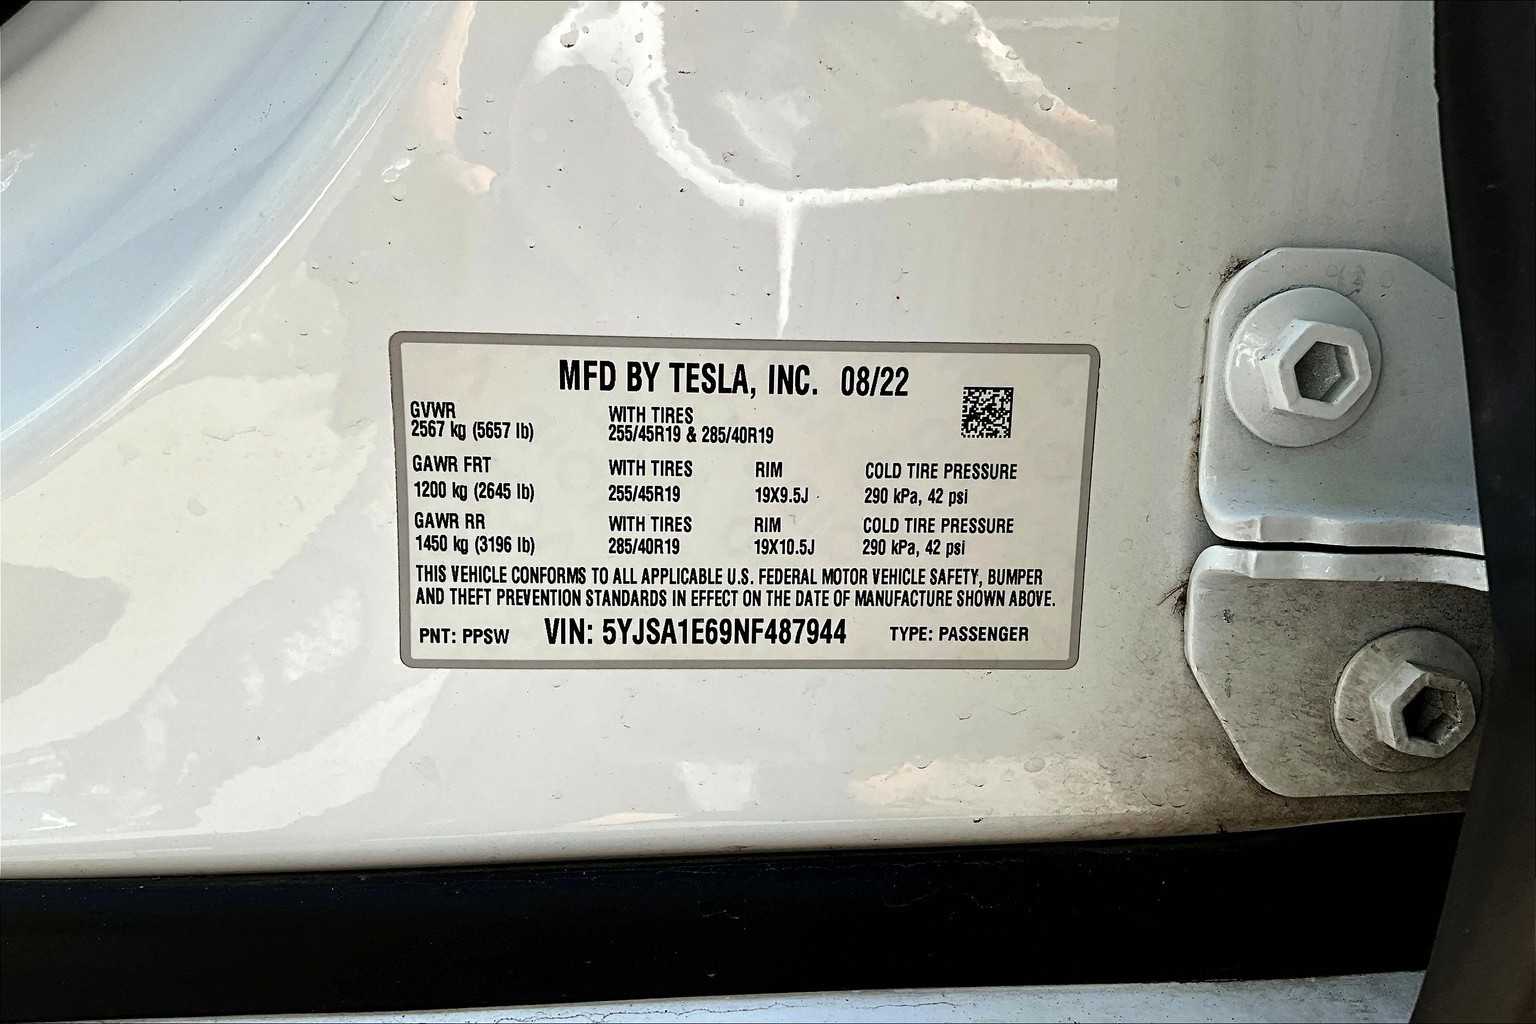 MFD BY TESLA, INC. 08/22
GVWR WITH TIRES
2567 kg (5657 lb) 255/45R19 & 285/40R19
GAWR FRT WITH TIRES RIM COLD TIRE PRESSURE
1200 kg (2645 lb) 255/45R19 19X9.5J 290 kPa, 42 psi
GAWR RR WITH TIRES RIM COLD TIRE PRESSURE
1450 kg (3196 lb) 285/40R19 19X10.5J 290 kPa, 42 psi
THIS VEHICLE CONFORMS TO ALL APPLICABLE U.S. FEDERAL MOTOR VEHICLE SAFETY, BUMPER
AND THEFT PREVENTION STANDARDS IN EFFECT ON THE DATE OF MANUFACTURE SHOWN ABOVE.
PNT: PPSW VIN: 5YJSA1E69NF487944 TYPE: PASSENGER